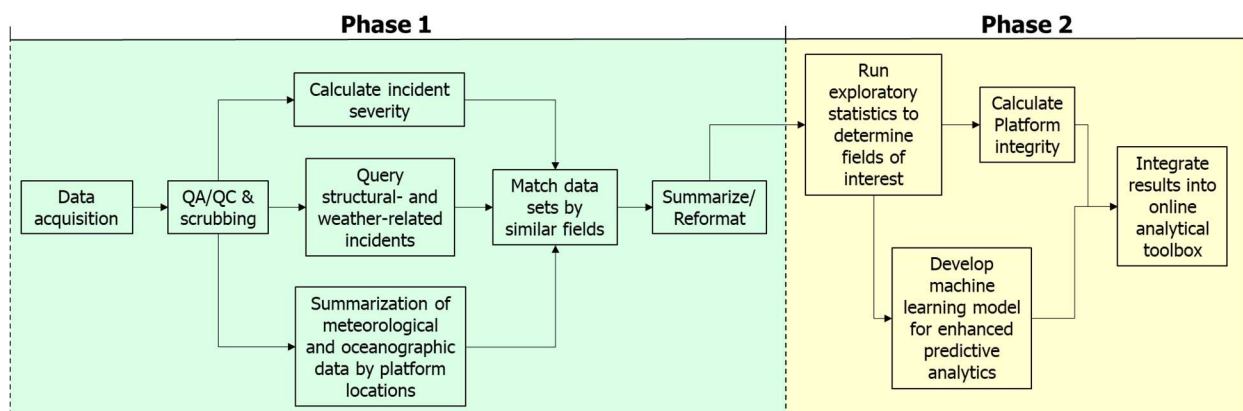 Phase 1
Phase 2
Data
acquisition
QA/QC &
scrubbing
Calculate incident
severity
Query
structural- and
weather-related
incidents
Summarization of
meteorological
and oceanographic
data by platform
locations
Match data
sets by
similar fields
Summarize/
Reformat
Run
exploratory
statistics to
determine
fields of
interest
Calculate
Platform
integrity
Develop
machine
learning model
for enhanced
predictive
analytics
Integrate
results into
online
analytical
toolbox